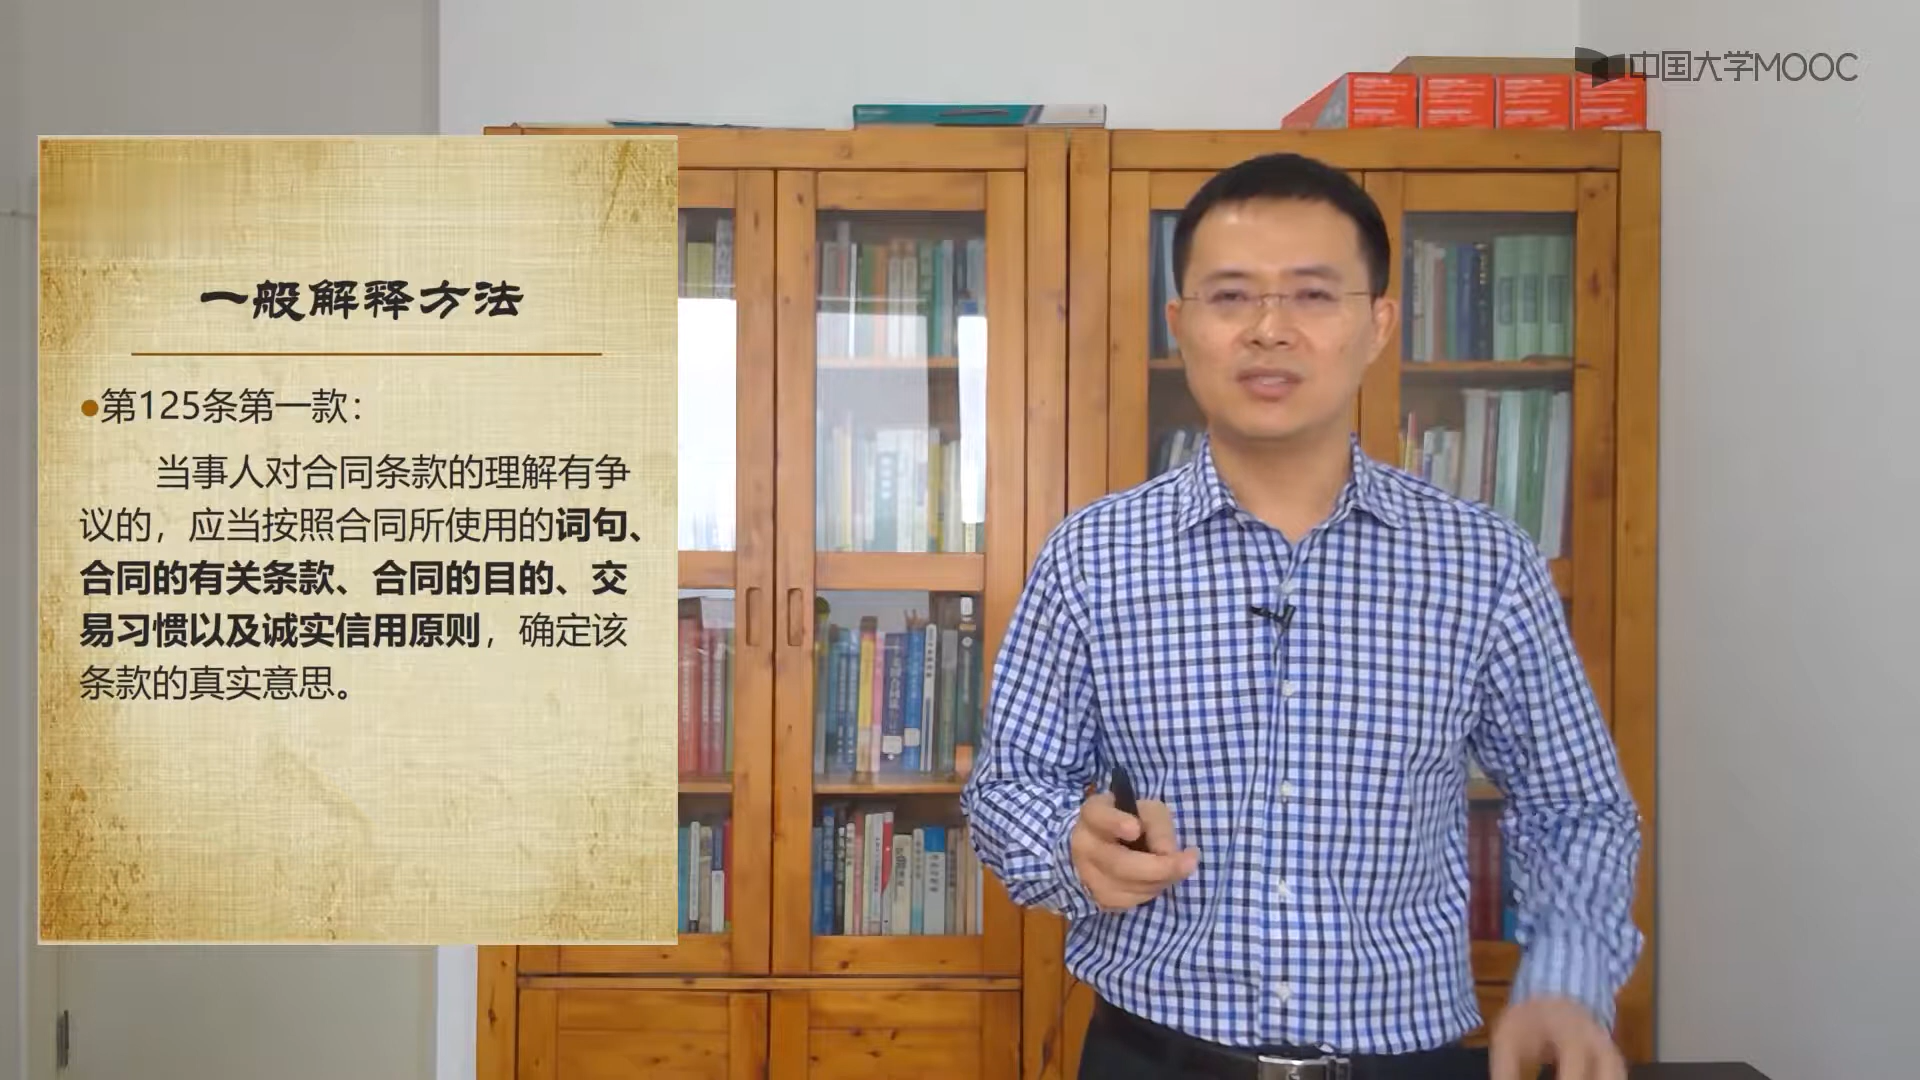 中国大学MOOC
一般解释方法
●第125条第一款：
当事人对合同条款的理解有争
议的，应当按照合同所使用的词句、
合同的有关条款、合同的目的、交
易习惯以及诚实信用原则，确定该
条款的真实意思。